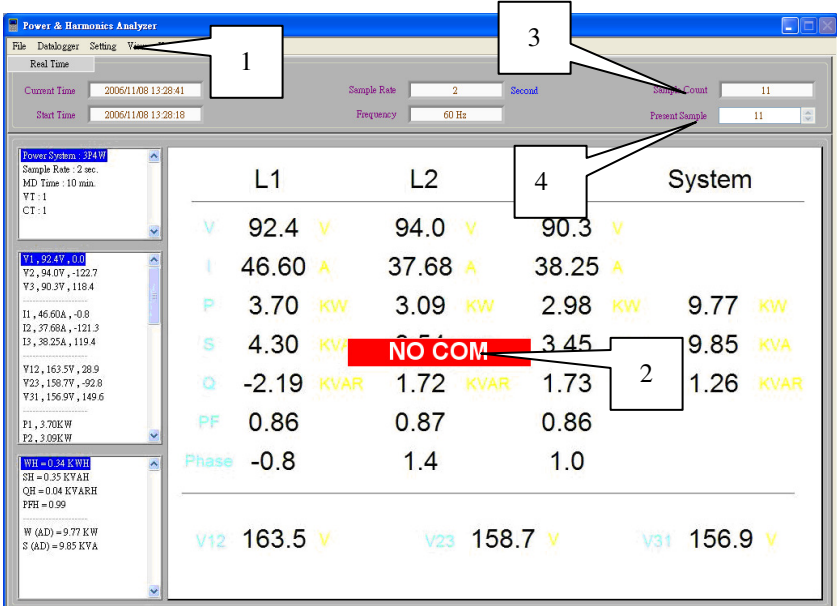 Power & Harmonics Analyzer
File Datalogger Setting View
1
3
Real Time
Current Time 2006/11/08 13:28:41 Sample Rate 2 Second Sample Count 11
Start Time 2006/11/08 13:28:18 Frequency 60 Hz Present Sample 11
Power System : 3P4W
Sample Rate : 2 sec.
MD Time : 10 min.
VT : 1
CT : 1
V1 , 92.4V , 0.0
V2 , 94.0V , -122.7
V3 , 90.3V , 118.4
I1 , 46.60A , -0.8
I2 , 37.68A , -121.3
I3 , 38.25A , 119.4
V12 , 163.5V , 28.9
V23 , 158.7V , -92.8
V31 , 156.9V , 149.6
P1 , 3.70KW
P2 , 3.09KW
WH = 0.34 KWH
SH = 0.35 KVAH
QH = 0.04 KVARH
PFH = 0.99
W (AD) = 9.77 KW
S (AD) = 9.85 KVA
L1 L2 4 System
V 92.4 V 94.0 V 90.3 V
I 46.60 A 37.68 A 38.25 A
P 3.70 KW 3.09 KW 2.98 KW 9.77 KW
S 4.30 3.45 9.85 KVA
NO COM
2
Q -2.19 KVAR 1.72 KVAR 1.73 1.26 KVAR
PF 0.86 0.87 0.86
Phase -0.8 1.4 1.0
V12 163.5 V V23 158.7 V V31 156.9 V